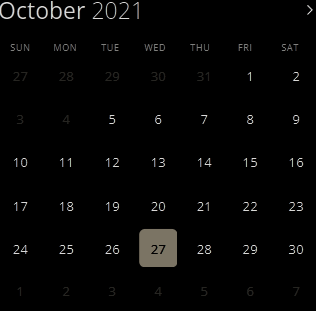 October 2021 >
SUN MON TUE WED THU FRI SAT
27 28 29 30 31 1 2
3 4 5 6 7 8 9
10 11 12 13 14 15 16
17 18 19 20 21 22 23
24 25 26 27 28 29 30
1 2 3 4 5 6 7